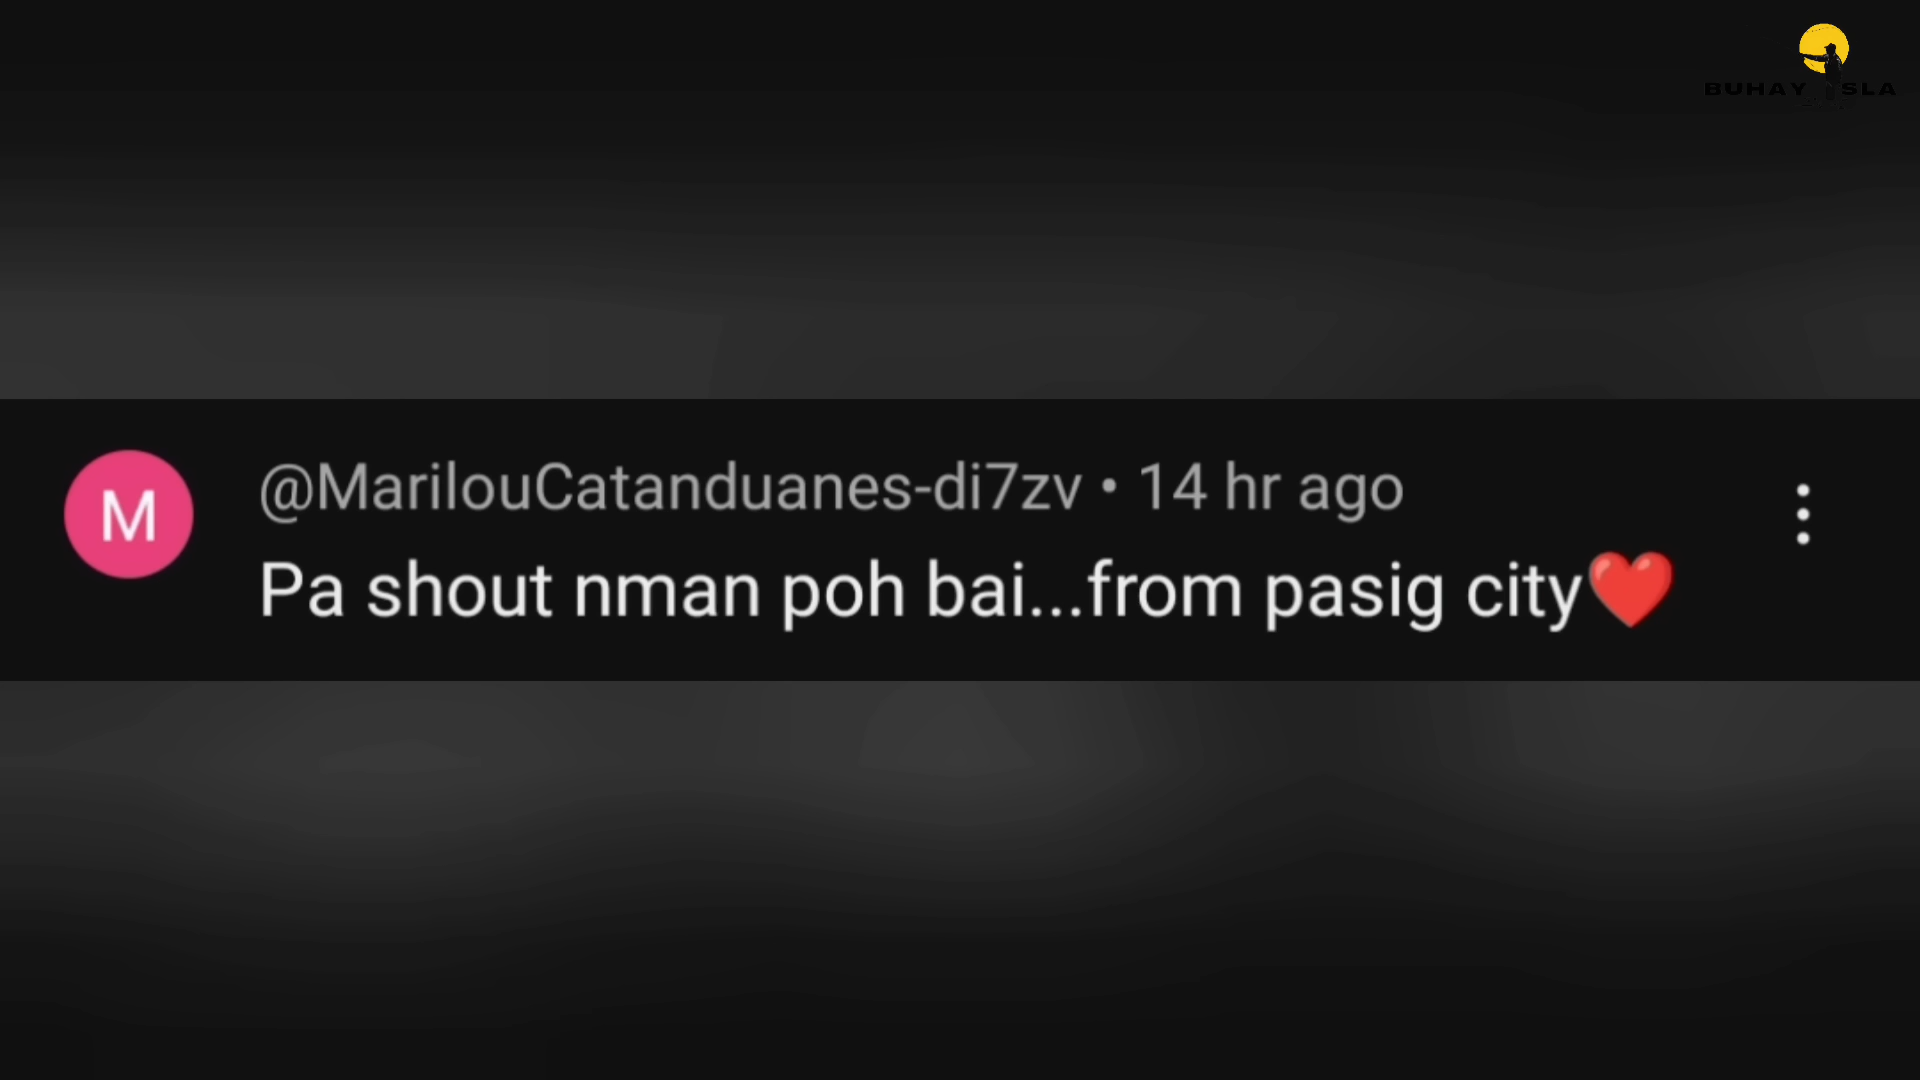 BUHAY ISLA
M
@MarilouCatanduanes-di7zv • 14 hr ago
Pa shout nman poh bai...from pasig city❤️